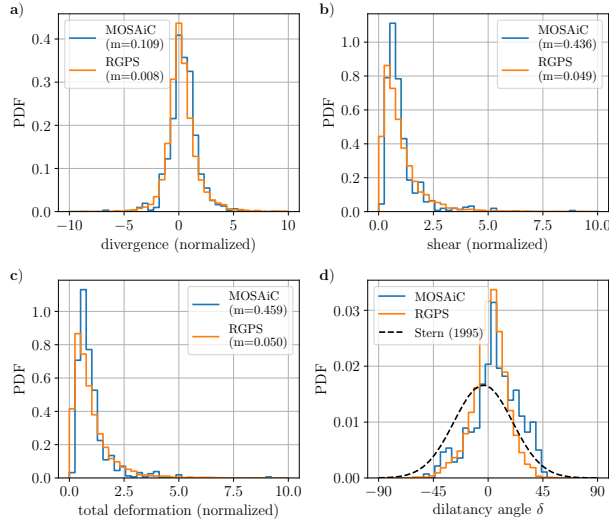 a)
MOSAiC
(m=0.109)
RGPS
(m=0.008)
PDF
0.4
0.3
0.2
0.1
0.0
−10 −5 0 5 10
divergence (normalized)
b)
MOSAiC
(m=0.436)
RGPS
(m=0.049)
PDF
1.0
0.8
0.6
0.4
0.2
0.0
0.0 2.5 5.0 7.5 10.0
shear (normalized)
c)
MOSAiC
(m=0.459)
RGPS
(m=0.050)
PDF
1.0
0.8
0.6
0.4
0.2
0.0
0.0 2.5 5.0 7.5 10.0
total deformation (normalized)
d)
MOSAiC
RGPS
Stern (1995)
PDF
0.03
0.02
0.01
0.00
−90 −45 0 45 90
dilatancy angle δ